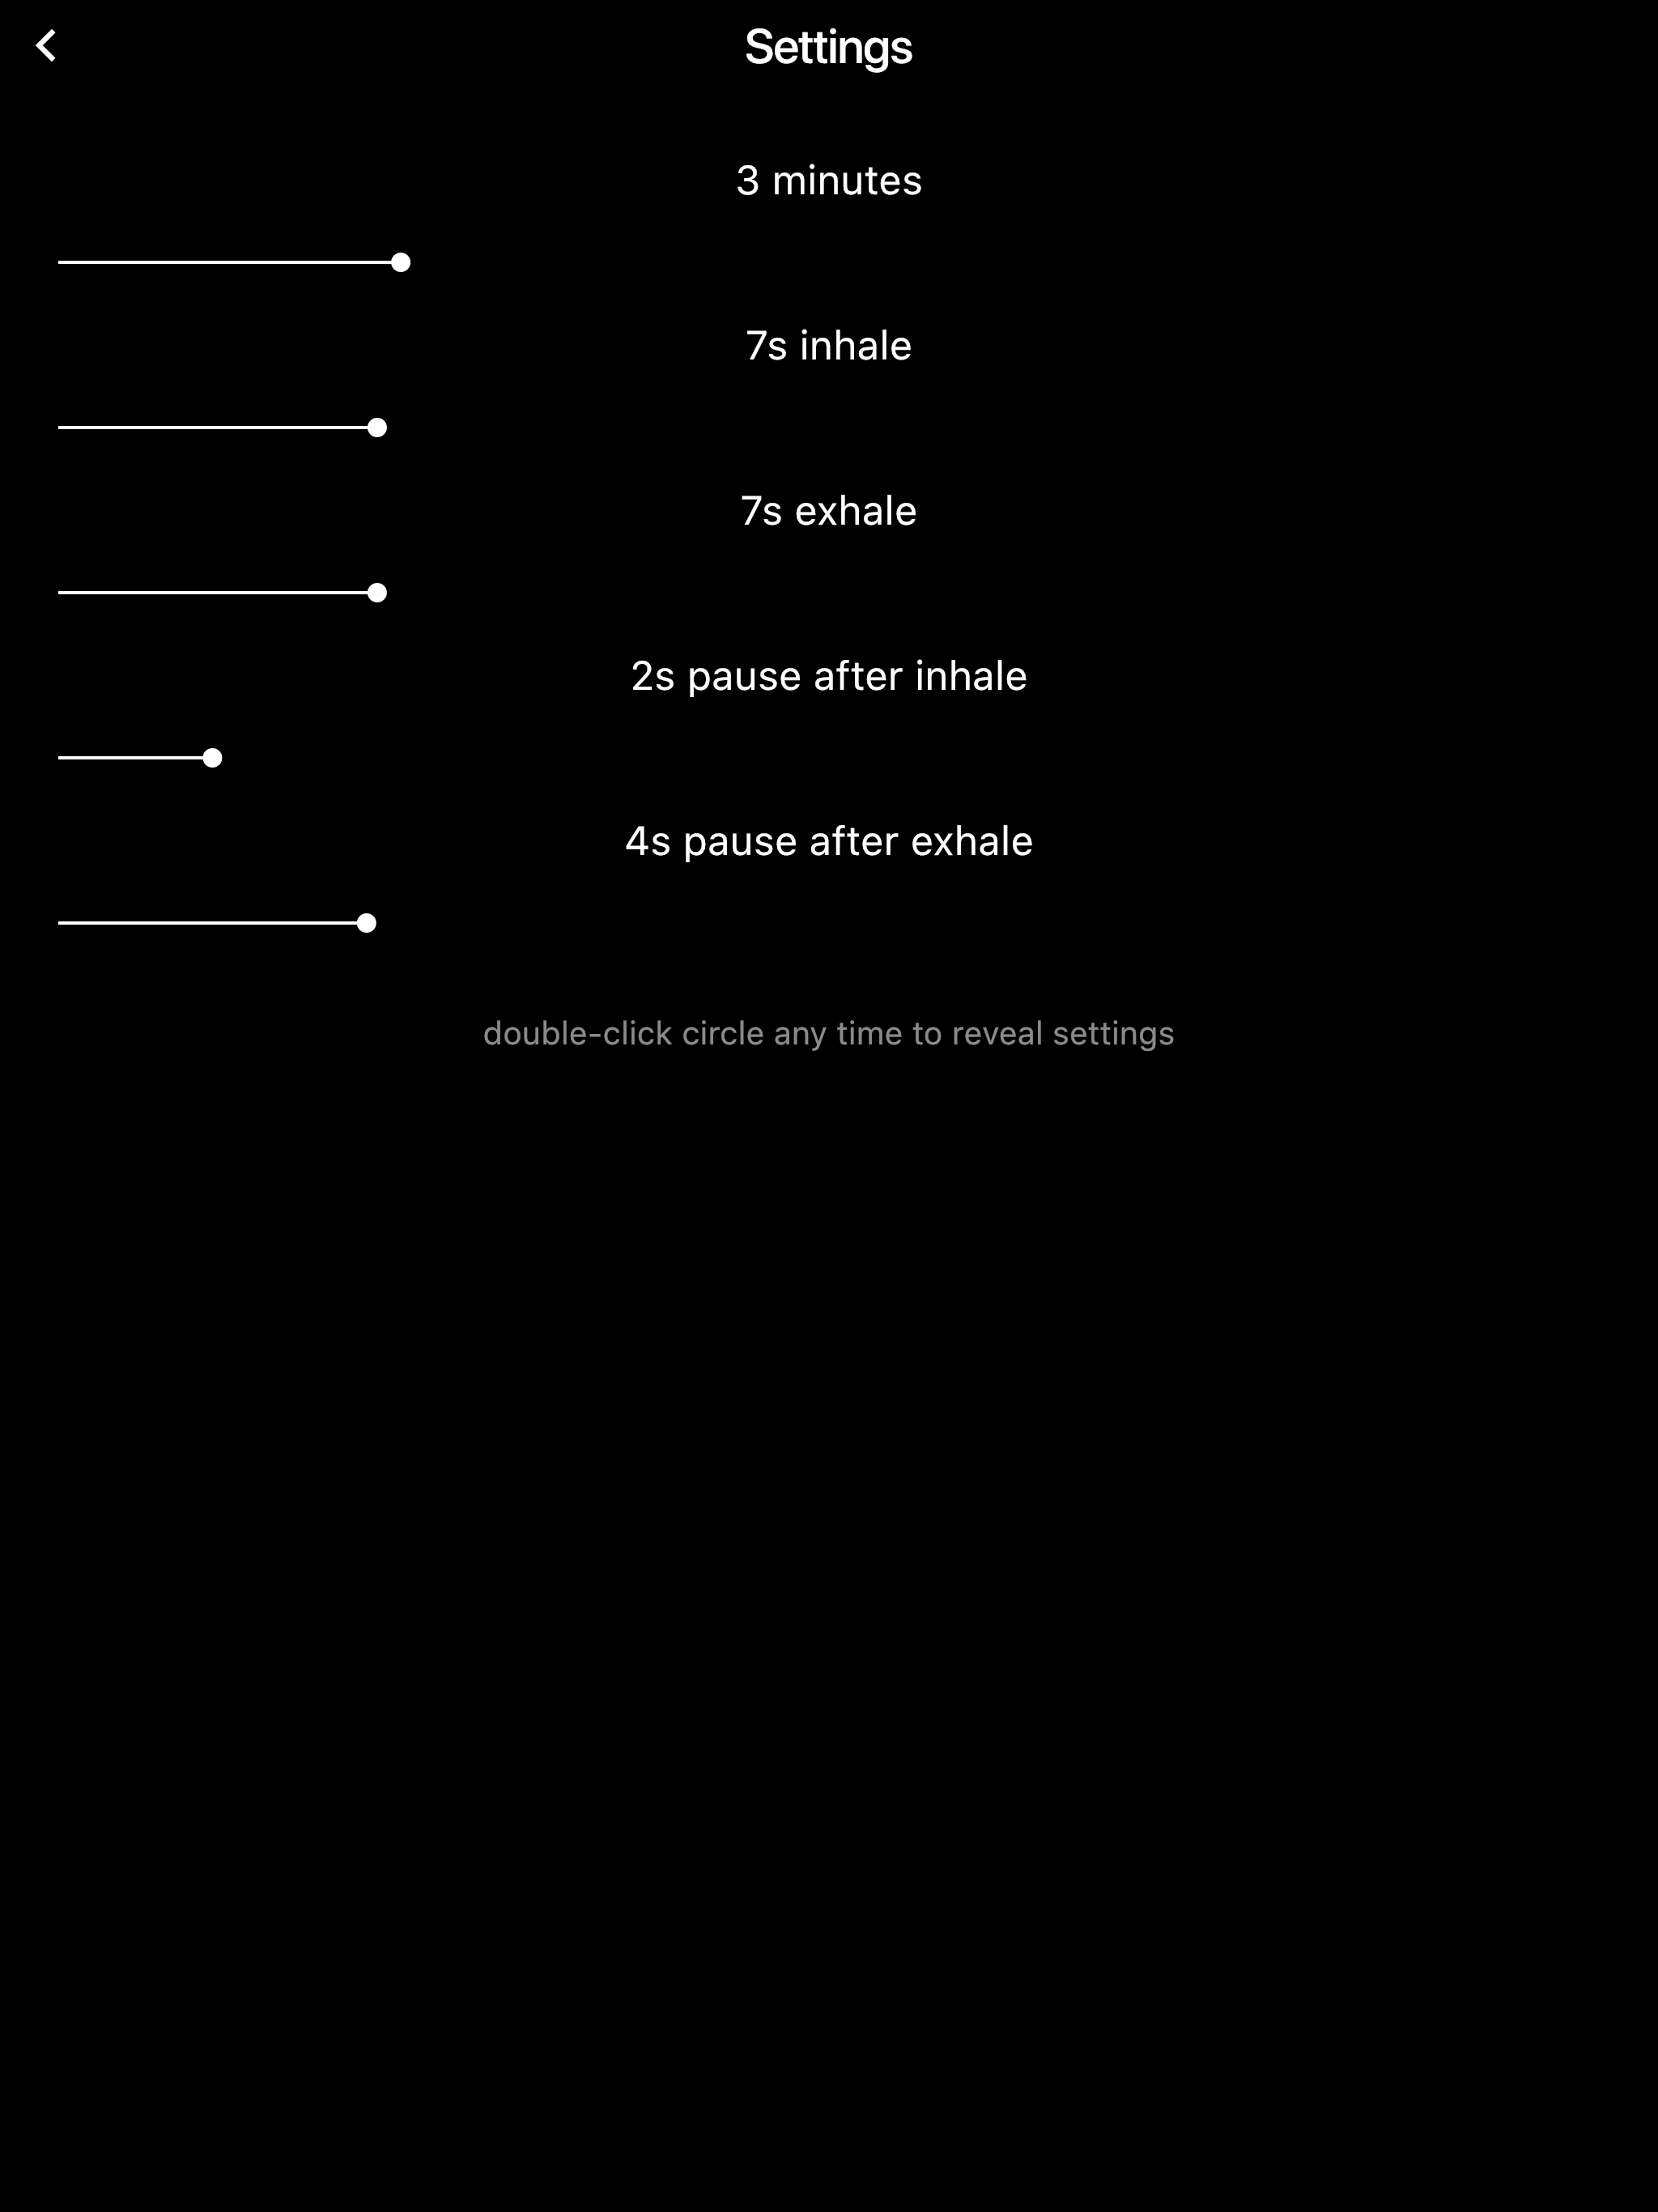 Settings
3 minutes
7s inhale
7s exhale
2s pause after inhale
4s pause after exhale
double-click circle any time to reveal settings